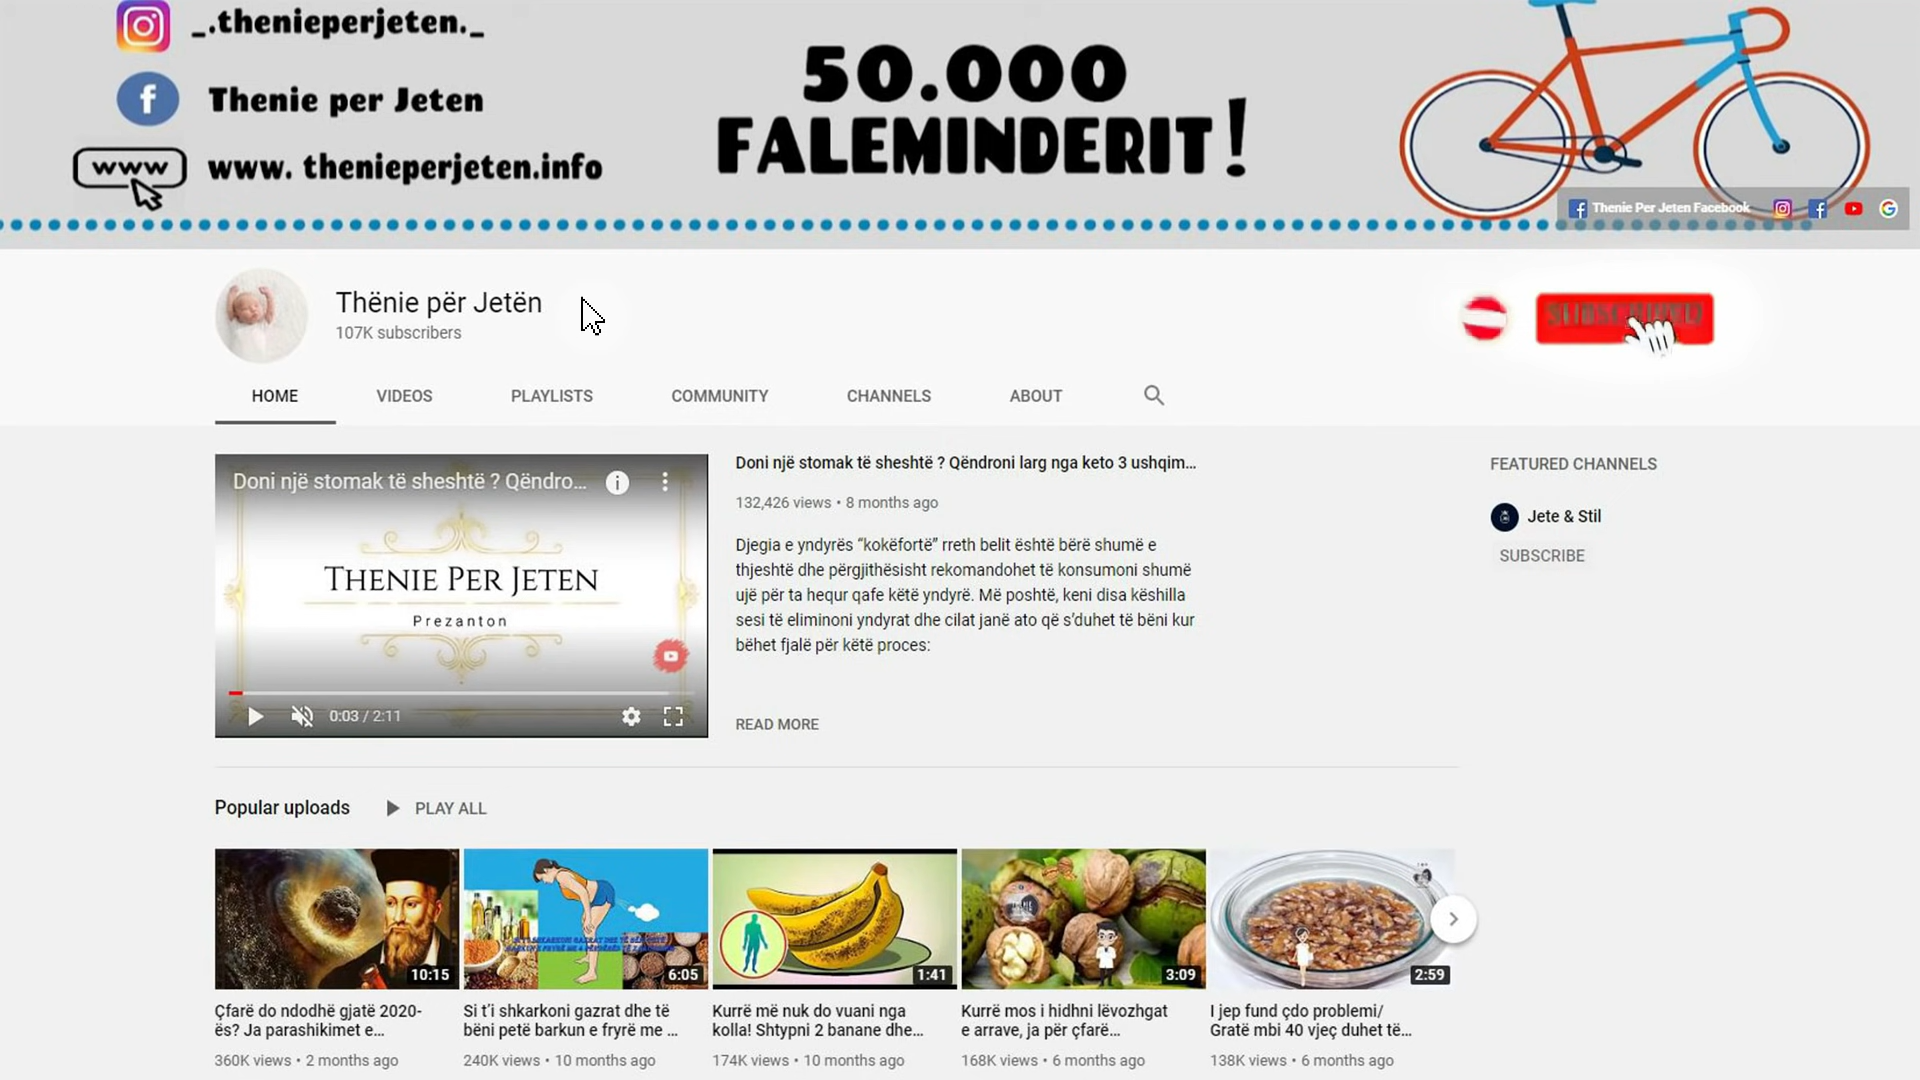 _.thenieperjeten._
Thenie per Jeten
www
www. thenieperjeten.info
50.000
FALEMINDERIT!
Thenie Per Jeten Facebook
Thënie për Jetën
107K subscribers
HOME
VIDEOS
PLAYLISTS
COMMUNITY
CHANNELS
ABOUT
Doni një stomak të sheshtë ? Qëndro...
THENIE PER JETEN
Prezanton
0:03 / 2:11
Doni një stomak të sheshtë ? Qëndroni larg nga keto 3 ushqim...
132,426 views • 8 months ago
Djegia e yndyrës “kokëfortë” rreth belit është bërë shumë e
thjeshtë dhe përgjithësisht rekomandohet të konsumoni shumë
ujë për ta hequr qafe këtë yndyrë. Më poshtë, keni disa këshilla
sesi të eliminoni yndyrat dhe cilat janë ato që s’duhet të bëni kur
bëhet fjalë për këtë proces:
READ MORE
FEATURED CHANNELS
Jete & Stil
SUBSCRIBE
Popular uploads
PLAY ALL
10:15
6:05
1:41
3:09
2:59
Çfarë do ndodhë gjatë 2020-
ës? Ja parashikimet e...
360K views • 2 months ago
Si t’i shkarkoni gazrat dhe të
bëni petë barkun e fryrë me ...
240K views • 10 months ago
Kurrë më nuk do vuani nga
kolla! Shtypni 2 banane dhe...
174K views • 10 months ago
Kurrë mos i hidhni lëvozhgat
e arrave, ja për çfarë...
168K views • 6 months ago
I jep fund çdo problemi/
Gratë mbi 40 vjeç duhet të...
138K views • 6 months ago